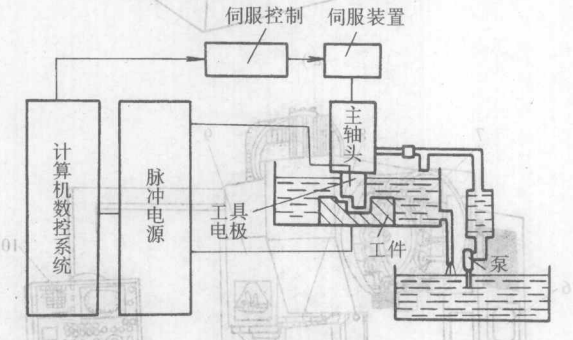 伺服控制
伺服装置
主轴头
计算机数控系统
脉冲电源
工具
电极
工件
泵